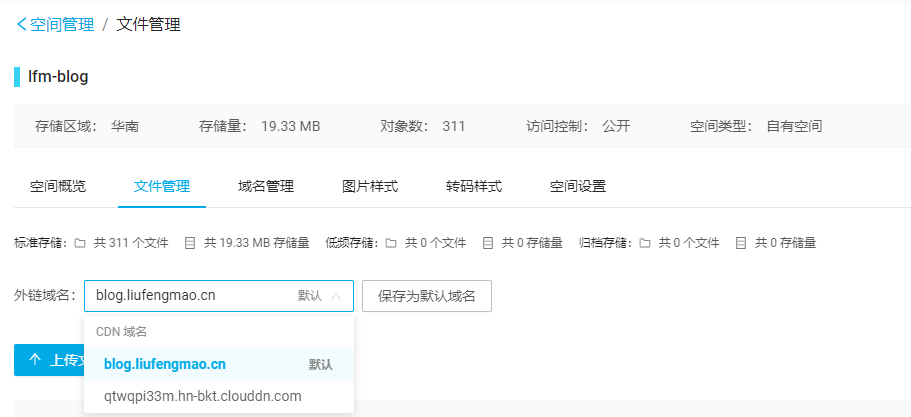 空间管理 / 文件管理
lfm-blog
存储区域： 华南 存储量： 19.33 MB 对象数： 311 访问控制： 公开 空间类型： 自有空间
空间概览 文件管理 域名管理 图片样式 转码样式 空间设置
标准存储： 共 311 个文件 共 19.33 MB 存储量 低频存储： 共 0 个文件 共 0 存储量 归档存储： 共 0 个文件 共 0 存储量
外链域名： blog.liufengmao.cn 默认 保存为默认域名
CDN 域名
上传 blog.liufengmao.cn 默认
qtwqpi33m.hn-bkt.clouddn.com